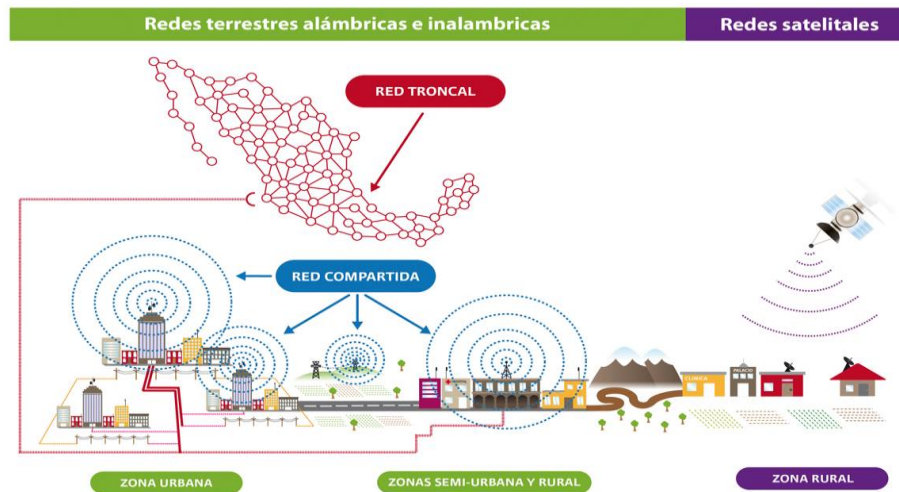 Redes terrestres alámbricas e inalambricas
Redes satelitales
RED TRONCAL
RED COMPARTIDA
CLINICA
PALACIO
ZONA URBANA
ZONAS SEMI-URBANA Y RURAL
ZONA RURAL